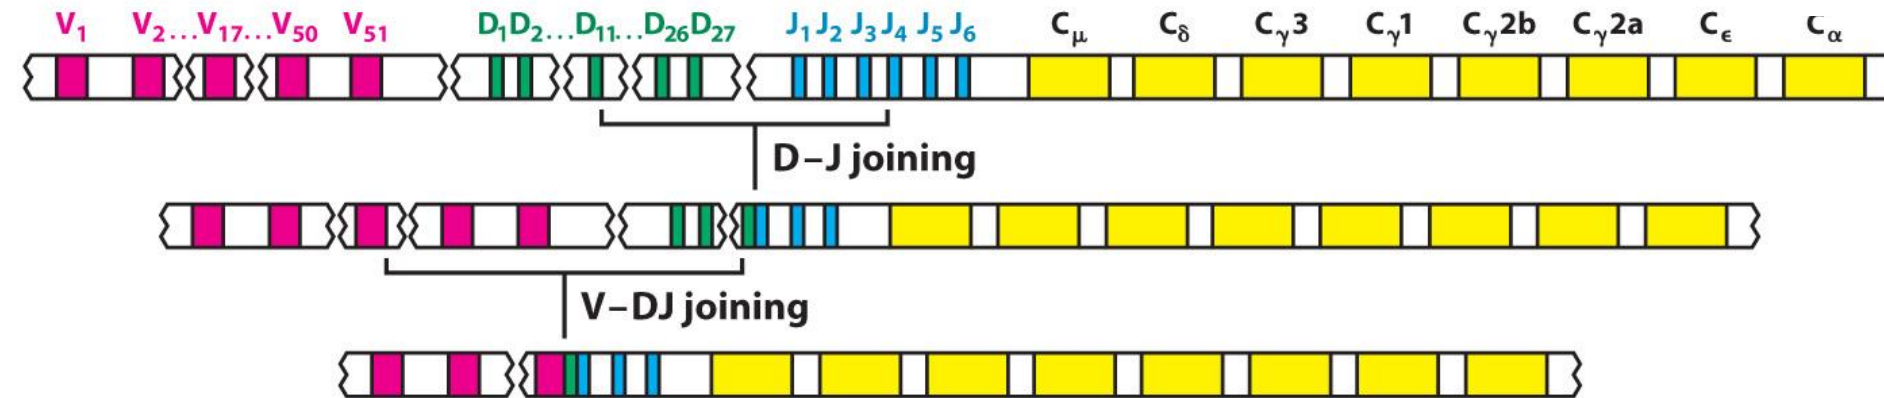 V₁ V₂...V₁₇...V₅₀ V₅₁ D₁D₂...D₁₁...D₂₆D₂₇ J₁ J₂ J₃ J₄ J₅ J₆ Cμ Cδ Cγ3 Cγ1 Cγ2b Cγ2a Cϵ Cα
D–J joining
V–DJ joining